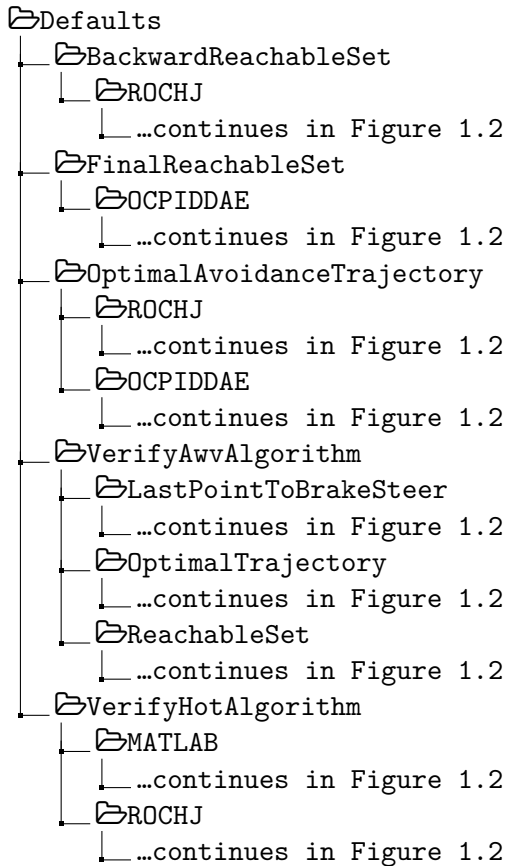 Defaults
BackwardReachableSet
ROCHJ
…continues in Figure 1.2
FinalReachableSet
OCPIDDAE
…continues in Figure 1.2
OptimalAvoidanceTrajectory
ROCHJ
…continues in Figure 1.2
OCPIDDAE
…continues in Figure 1.2
VerifyAwvAlgorithm
LastPointToBrakeSteer
…continues in Figure 1.2
OptimalTrajectory
…continues in Figure 1.2
ReachableSet
…continues in Figure 1.2
VerifyHotAlgorithm
MATLAB
…continues in Figure 1.2
ROCHJ
…continues in Figure 1.2